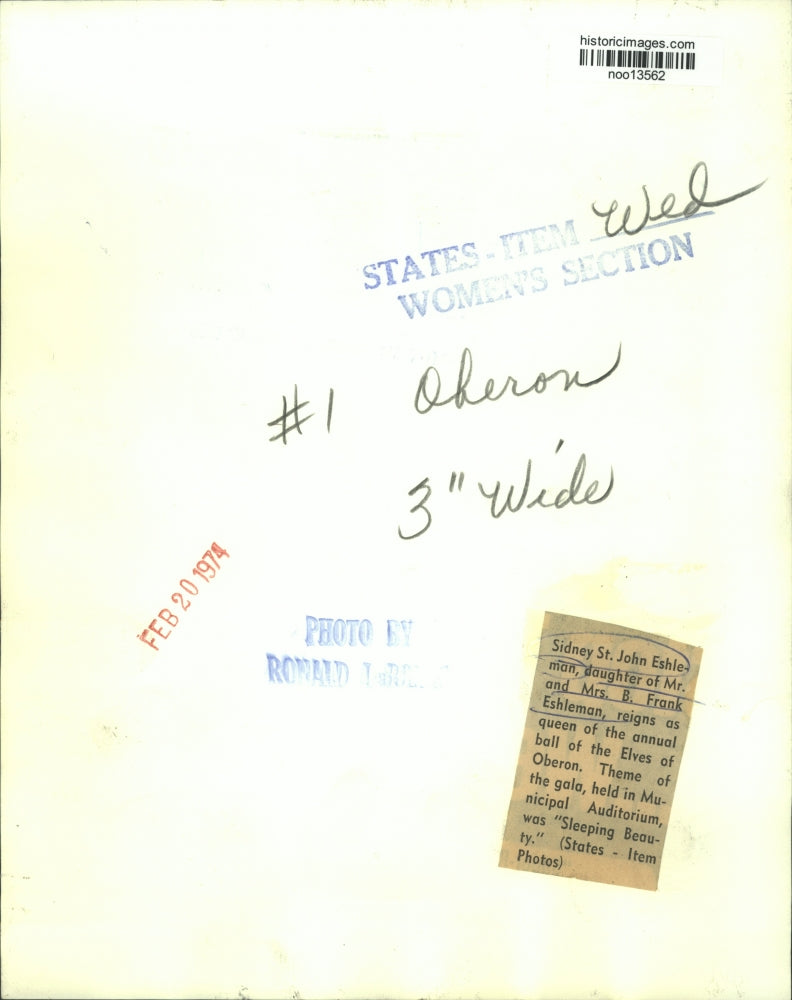 historicimages.com
noo13562
Wed
STATES - ITEM
WOMEN'S SECTION
#1 Oberon
3" Wide
FEB 20 1974
PHOTO BY
RONALD
Sidney St. John Eshle-
man, daughter of Mr.
and Mrs. B. Frank
Eshleman, reigns as
queen of the annual
ball of the Elves of
Oberon. Theme of
the gala, held in Mu-
nicipal Auditorium,
was "Sleeping Beau-
ty." (States - Item
Photos)